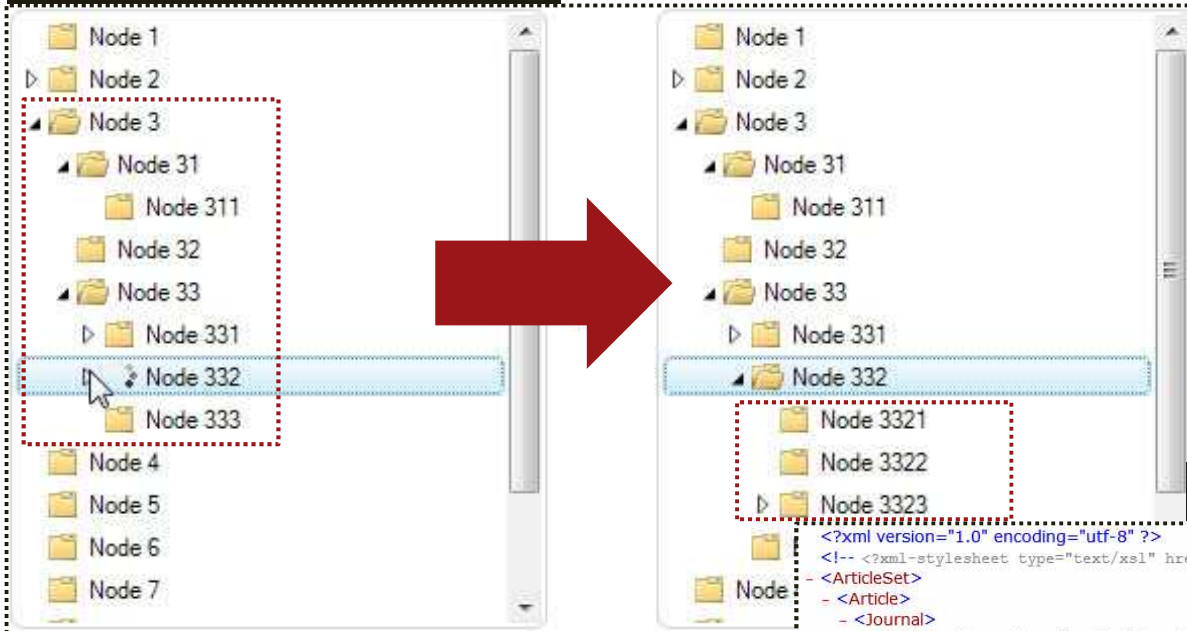 Node 1
Node 2
Node 3
Node 31
Node 311
Node 32
Node 33
Node 331
Node 332
Node 333
Node 4
Node 5
Node 6
Node 7
Node 1
Node 2
Node 3
Node 31
Node 311
Node 32
Node 33
Node 331
Node 332
Node 3321
Node 3322
Node 3323
Node
<?xml version="1.0" encoding="utf-8" ?>
<!-- <?xml-stylesheet type="text/xsl" hre
- <ArticleSet>
- <Article>
- <Journal>